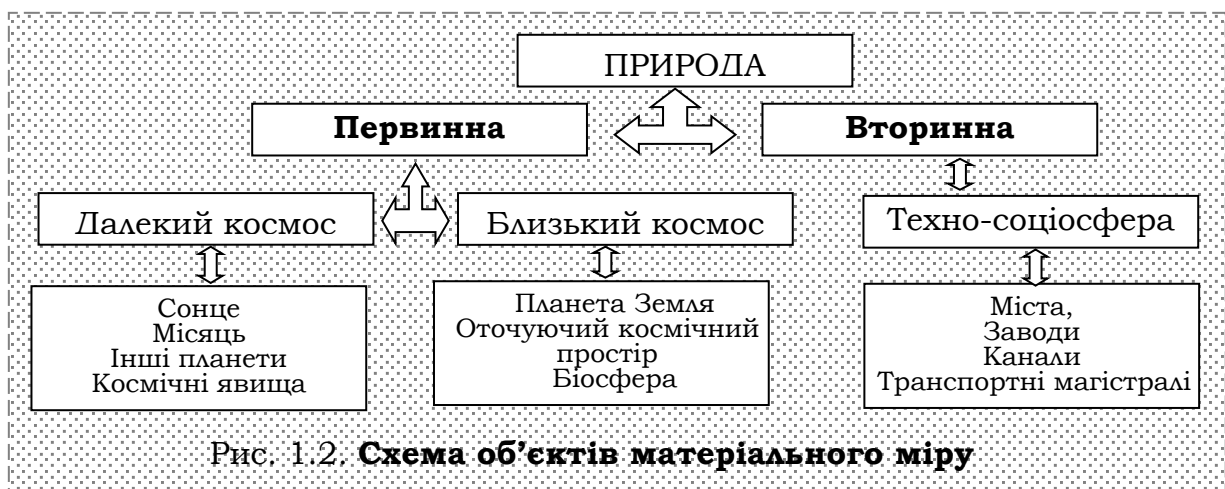 ПРИРОДА
Первинна
Вторинна
Далекий космос
Близький космос
Техно-соціосфера
Сонце
Місяць
Інші планети
Космічні явища
Планета Земля
Оточуючий космічний
простір
Біосфера
Міста,
Заводи
Канали
Транспортні магістралі
Рис. 1.2. Схема об’єктів матеріального міру